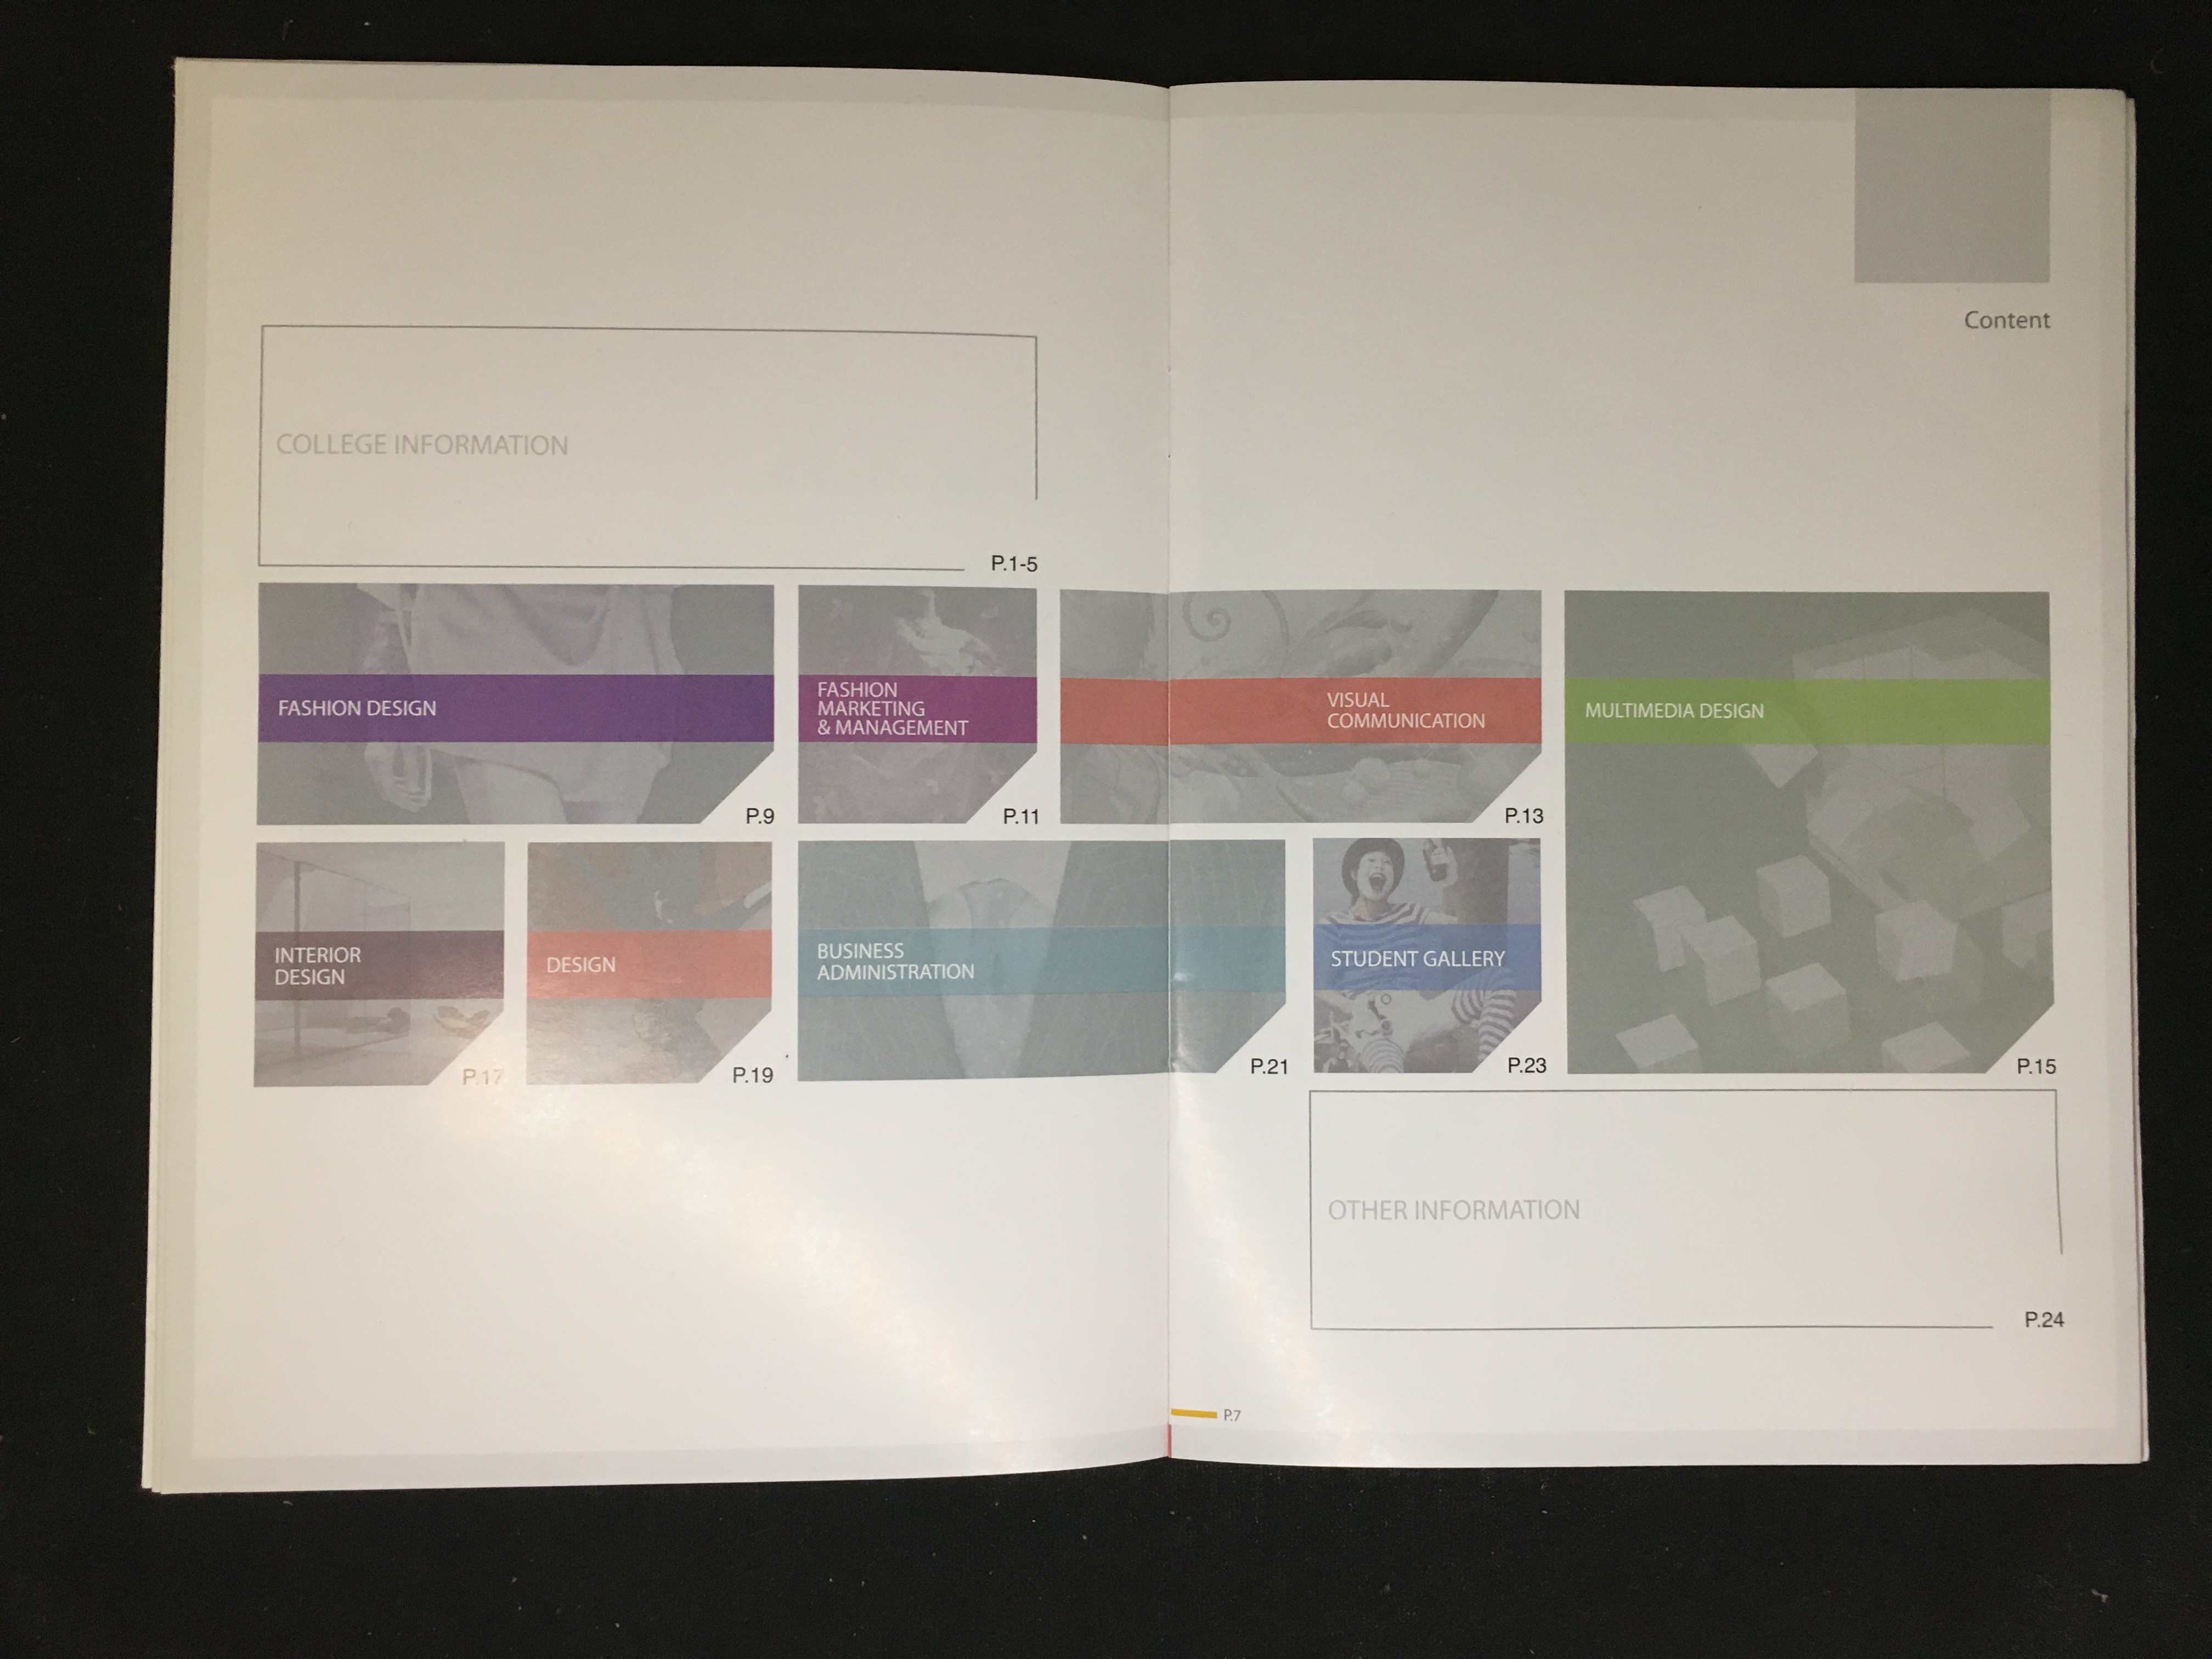 Content
COLLEGE INFORMATION
P.1-5
FASHION DESIGN
P.9
FASHION
MARKETING
& MANAGEMENT
P.11
VISUAL
COMMUNICATION
P.13
MULTIMEDIA DESIGN
P.15
INTERIOR
DESIGN
P.17
DESIGN
P.19
BUSINESS
ADMINISTRATION
P.21
STUDENT GALLERY
P.23
OTHER INFORMATION
P.24
P.7